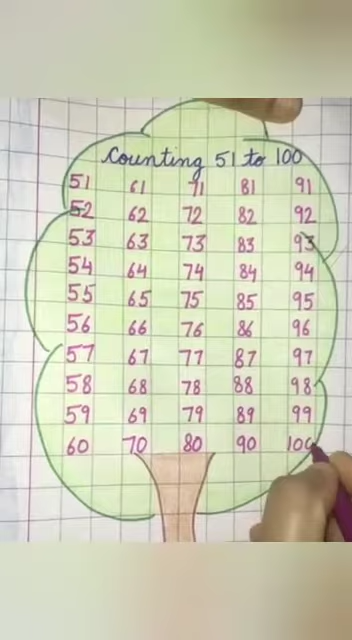 Counting 51 to 100
51 61 71 81 91
52 62 72 82 92
53 63 73 83 93
54 64 74 84 94
55 65 75 85 95
56 66 76 86 96
57 67 77 87 97
58 68 78 88 98
59 69 79 89 99
60 70 80 90 100